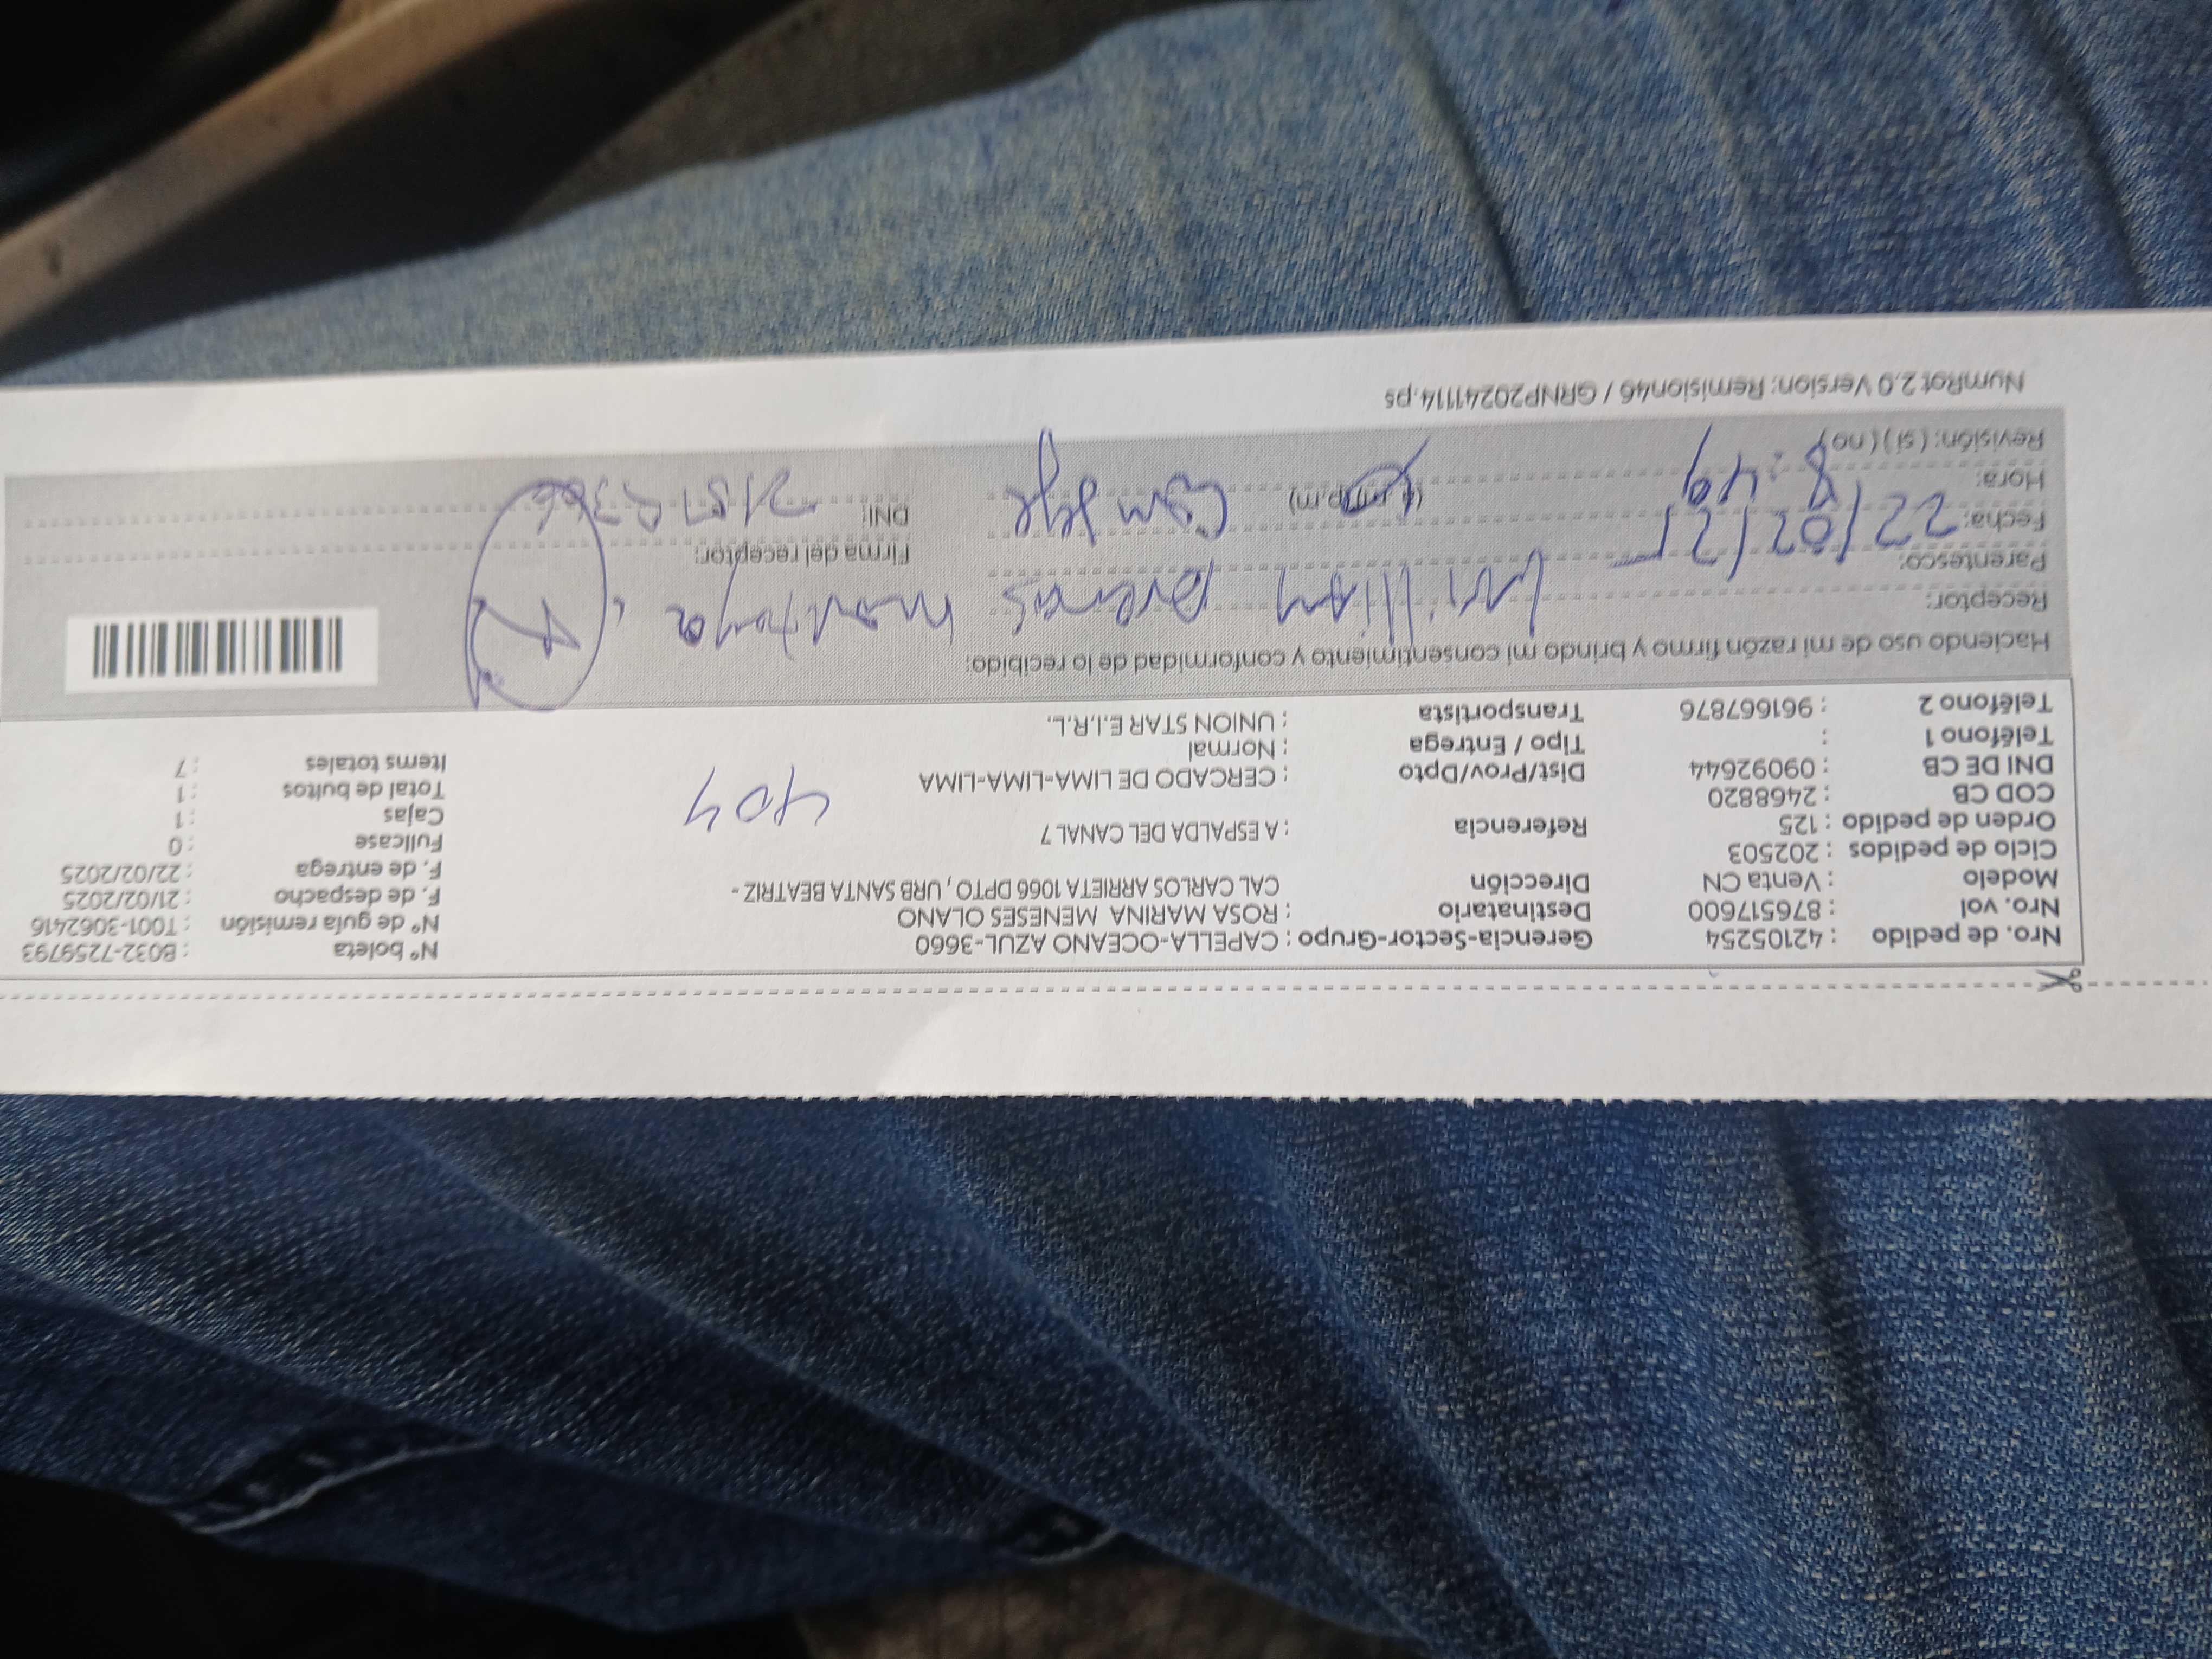 Nro. de pedido : 42105254 Gerencia-Sector-Grupo : CAPELLA-OCEANO AZUL-3660 N° boleta : B032-7259793
Nro. vol : 876517600 Destinatario : ROSA MARINA MENESES OLANO N° de guía remisión : T001-3062416
Modelo : Venta CN Dirección CAL CARLOS ARRIETA 1066 DPTO , URB SANTA BEATRIZ - F. de despacho : 21/02/2025
Ciclo de pedidos : 202503 F. de entrega : 22/02/2025
Orden de pedido : 125 Referencia : A ESPALDA DEL CANAL 7 Fullcase : 0
COD CB : 2468820 404 Cajas : 1
DNI DE CB : 09092644 Dist/Prov/Dpto : CERCADO DE LIMA-LIMA-LIMA Total de bultos : 1
Teléfono 1 : Tipo / Entrega : Normal Items totales : 7
Teléfono 2 : 961667876 Transportista : UNION STAR E.I.R.L.
Haciendo uso de mi razón firmo y brindo mi consentimiento y conformidad de lo recibido:
Receptor: William Arenas Montoya
Parentesco: Firma del receptor:
Fecha: 22/02/25 DNI:
Hora: 8:49 (a.m) (p.m) Conserje
Revisión: ( si ) ( no )
NumRot 2.0 Version: Remision46 / GRNP20241114.ps